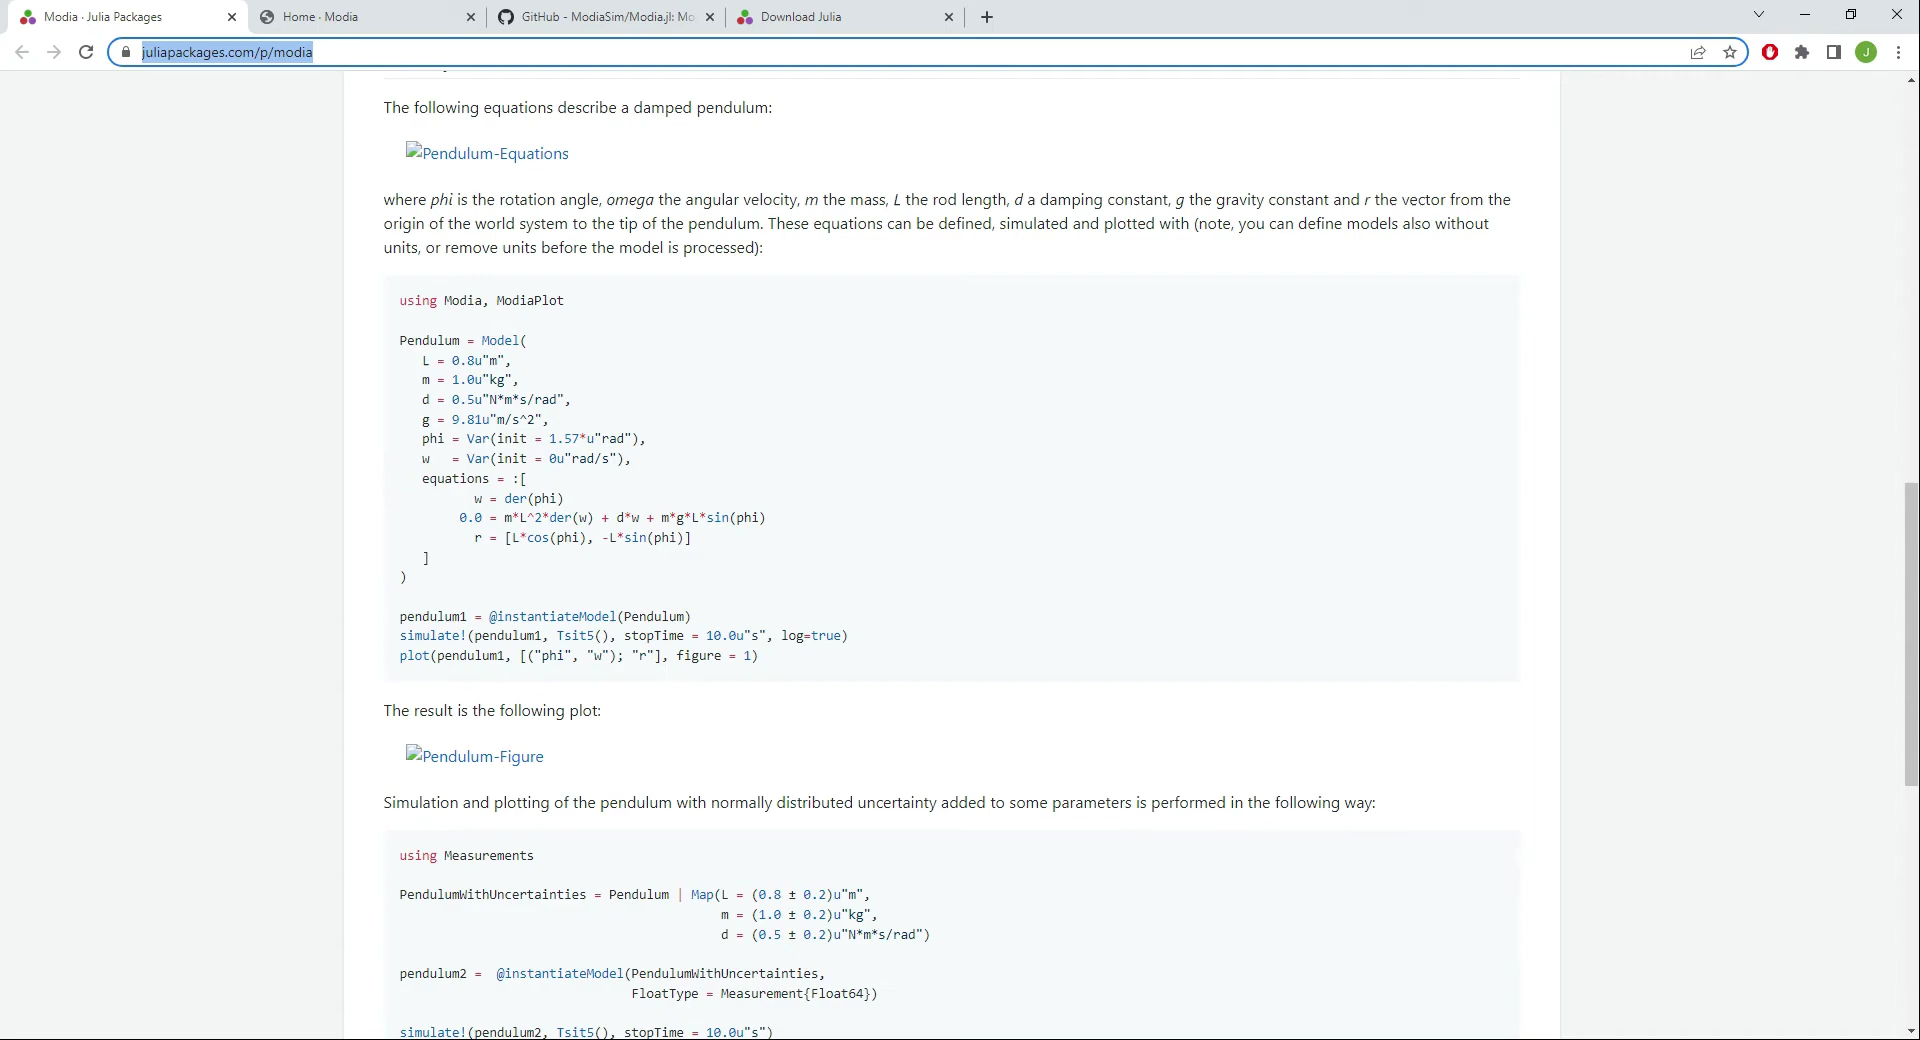 Modia · Julia Packages
Home · Modia
GitHub - ModiaSim/Modia.jl: Mo
Download Julia
juliapackages.com/p/modia
J
The following equations describe a damped pendulum:
Pendulum-Equations
where phi is the rotation angle, omega the angular velocity, m the mass, L the rod length, d a damping constant, g the gravity constant and r the vector from the
origin of the world system to the tip of the pendulum. These equations can be defined, simulated and plotted with (note, you can define models also without
units, or remove units before the model is processed):
using Modia, ModiaPlot
Pendulum = Model(
L = 0.8u"m",
m = 1.0u"kg",
d = 0.5u"N*m*s/rad",
g = 9.81u"m/s^2",
phi = Var(init = 1.57*u"rad"),
w   = Var(init = 0u"rad/s"),
equations = :[
w = der(phi)
0.0 = m*L^2*der(w) + d*w + m*g*L*sin(phi)
r = [L*cos(phi), -L*sin(phi)]
]
)
pendulum1 = @instantiateModel(Pendulum)
simulate!(pendulum1, Tsit5(), stopTime = 10.0u"s", log=true)
plot(pendulum1, [("phi", "w"); "r"], figure = 1)
The result is the following plot:
Pendulum-Figure
Simulation and plotting of the pendulum with normally distributed uncertainty added to some parameters is performed in the following way:
using Measurements
PendulumWithUncertainties = Pendulum | Map(L = (0.8 ± 0.2)u"m",
m = (1.0 ± 0.2)u"kg",
d = (0.5 ± 0.2)u"N*m*s/rad")
pendulum2 =  @instantiateModel(PendulumWithUncertainties,
FloatType = Measurement{Float64})
simulate!(pendulum2, Tsit5(), stopTime = 10.0u"s")